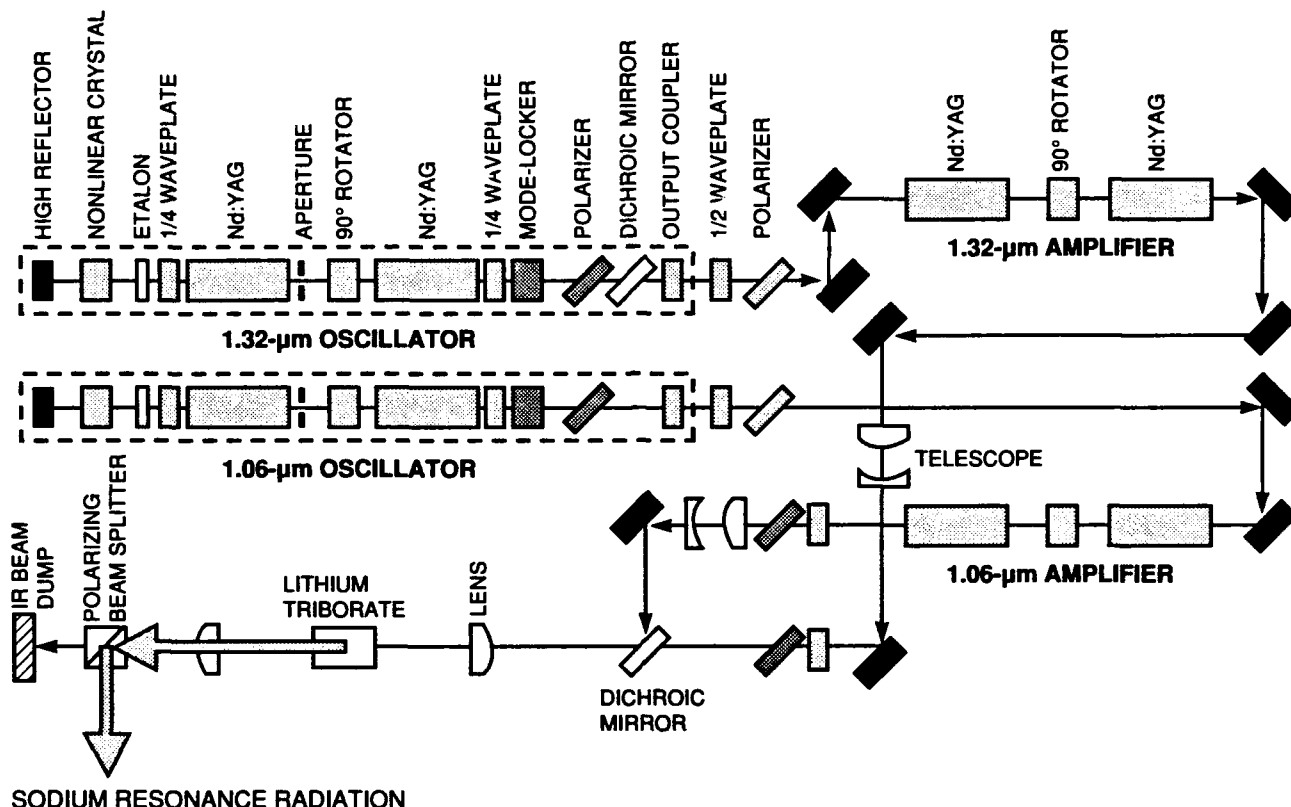 HIGH REFLECTOR
NONLINEAR CRYSTAL
ETALON
1/4 WAVEPLATE
Nd:YAG
APERTURE
90° ROTATOR
Nd:YAG
1/4 WAVEPLATE
MODE-LOCKER
POLARIZER
DICHROIC MIRROR
OUTPUT COUPLER
1/2 WAVEPLATE
POLARIZER
Nd:YAG
90° ROTATOR
Nd:YAG
1.32-µm AMPLIFIER
1.32-µm OSCILLATOR
1.06-µm OSCILLATOR
TELESCOPE
1.06-µm AMPLIFIER
IR BEAM
DUMP
POLARIZING
BEAM SPLITTER
LITHIUM
TRIBORATE
LENS
DICHROIC
MIRROR
SODIUM RESONANCE RADIATION